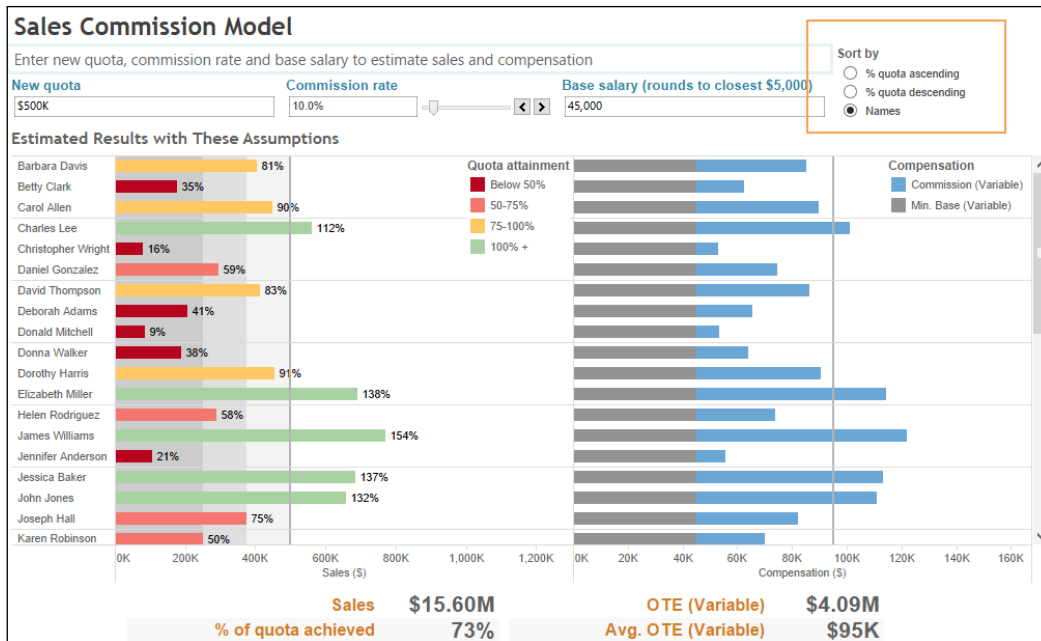 Sales Commission Model
Enter new quota, commission rate and base salary to estimate sales and compensation
Sort by
% quota ascending
% quota descending
Names
New quota
Commission rate
Base salary (rounds to closest $5,000)
$500K
10.0%
45,000
Estimated Results with These Assumptions
Quota attainment
Below 50%
50-75%
75-100%
100% +
Compensation
Commission (Variable)
Min. Base (Variable)
Barbara Davis 81%
Betty Clark 35%
Carol Allen 90%
Charles Lee 112%
Christopher Wright 16%
Daniel Gonzalez 59%
David Thompson 83%
Deborah Adams 41%
Donald Mitchell 9%
Donna Walker 38%
Dorothy Harris 91%
Elizabeth Miller 138%
Helen Rodriguez 58%
James Williams 154%
Jennifer Anderson 21%
Jessica Baker 137%
John Jones 132%
Joseph Hall 75%
Karen Robinson 50%
0K 200K 400K 600K 800K 1,000K 1,200K
Sales ($)
0K 20K 40K 60K 80K 100K 120K 140K 160K
Compensation ($)
Sales $15.60M
% of quota achieved 73%
OTE (Variable) $4.09M
Avg. OTE (Variable) $95K